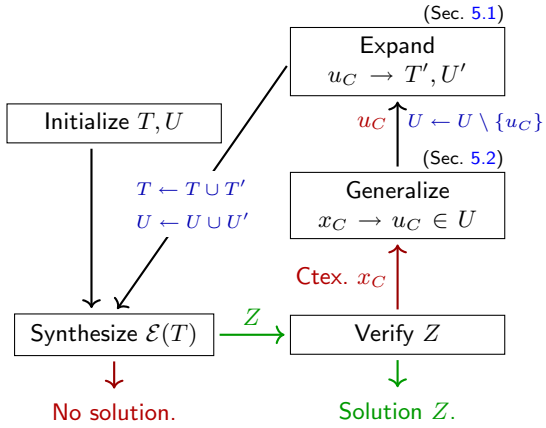 (Sec. 5.1)
Expand
u_C → T′, U′
Initialize T, U
u_C
U ← U \ {u_C}
(Sec. 5.2)
T ← T ∪ T′
U ← U ∪ U′
Generalize
x_C → u_C ∈ U
Ctex. x_C
Synthesize ℰ(T)
Z
Verify Z
No solution.
Solution Z.